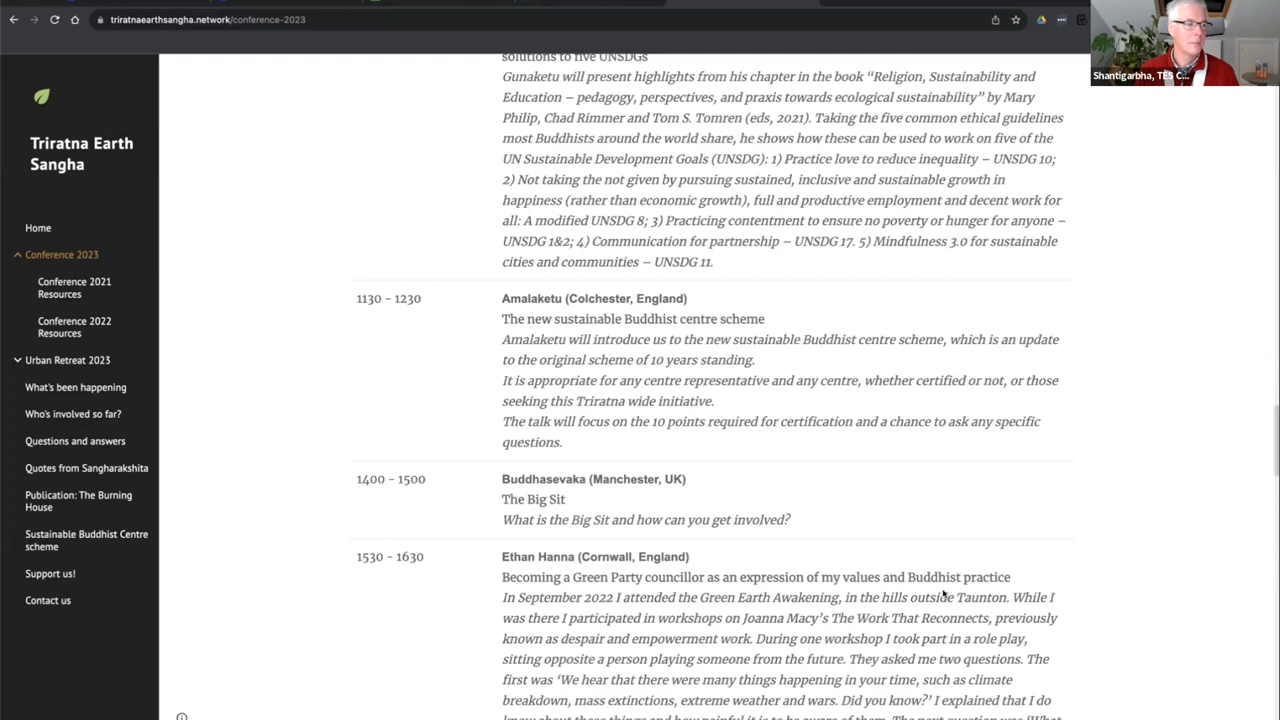 triratnaearthsangha.network/conference-2023
Shantigarbha, TES C...
Triratna Earth
Sangha
Home
Conference 2023
Conference 2021
Resources
Conference 2022
Resources
Urban Retreat 2023
What's been happening
Who's involved so far?
Questions and answers
Quotes from Sangharakshita
Publication: The Burning
House
Sustainable Buddhist Centre
scheme
Support us!
Contact us
solutions to five UNSDGs
Gunaketu will present highlights from his chapter in the book “Religion, Sustainability and
Education – pedagogy, perspectives, and praxis towards ecological sustainability” by Mary
Philip, Chad Rimmer and Tom S. Tomren (eds, 2021). Taking the five common ethical guidelines
most Buddhists around the world share, he shows how these can be used to work on five of the
UN Sustainable Development Goals (UNSDG): 1) Practice love to reduce inequality – UNSDG 10;
2) Not taking the not given by pursuing sustained, inclusive and sustainable growth in
happiness (rather than economic growth), full and productive employment and decent work for
all: A modified UNSDG 8; 3) Practicing contentment to ensure no poverty or hunger for anyone –
UNSDG 1&2; 4) Communication for partnership – UNSDG 17. 5) Mindfulness 3.0 for sustainable
cities and communities – UNSDG 11.
1130 - 1230
Amalaketu (Colchester, England)
The new sustainable Buddhist centre scheme
Amalaketu will introduce us to the new sustainable Buddhist centre scheme, which is an update
to the original scheme of 10 years standing.
It is appropriate for any centre representative and any centre, whether certified or not, or those
seeking this Triratna wide initiative.
The talk will focus on the 10 points required for certification and a chance to ask any specific
questions.
1400 - 1500
Buddhasevaka (Manchester, UK)
The Big Sit
What is the Big Sit and how can you get involved?
1530 - 1630
Ethan Hanna (Cornwall, England)
Becoming a Green Party councillor as an expression of my values and Buddhist practice
In September 2022 I attended the Green Earth Awakening, in the hills outside Taunton. While I
was there I participated in workshops on Joanna Macy's The Work That Reconnects, previously
known as despair and empowerment work. During one workshop I took part in a role play,
sitting opposite a person playing someone from the future. They asked me two questions. The
first was ‘We hear that there were many things happening in your time, such as climate
breakdown, mass extinctions, extreme weather and wars. Did you know?’ I explained that I do
know about these things and how painful it is to be aware of them. The next question was ‘What